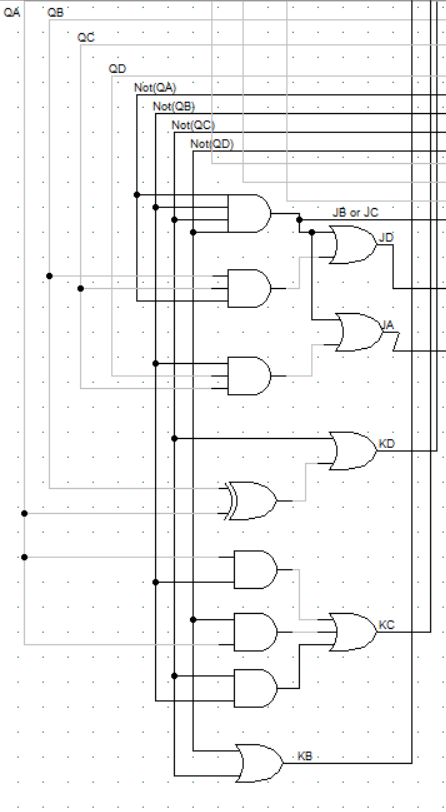 QA QB
QC
QD
Not(QA)
Not(QB)
Not(QC)
Not(QD)
JB or JC
JD
JA
KD
KC
KB